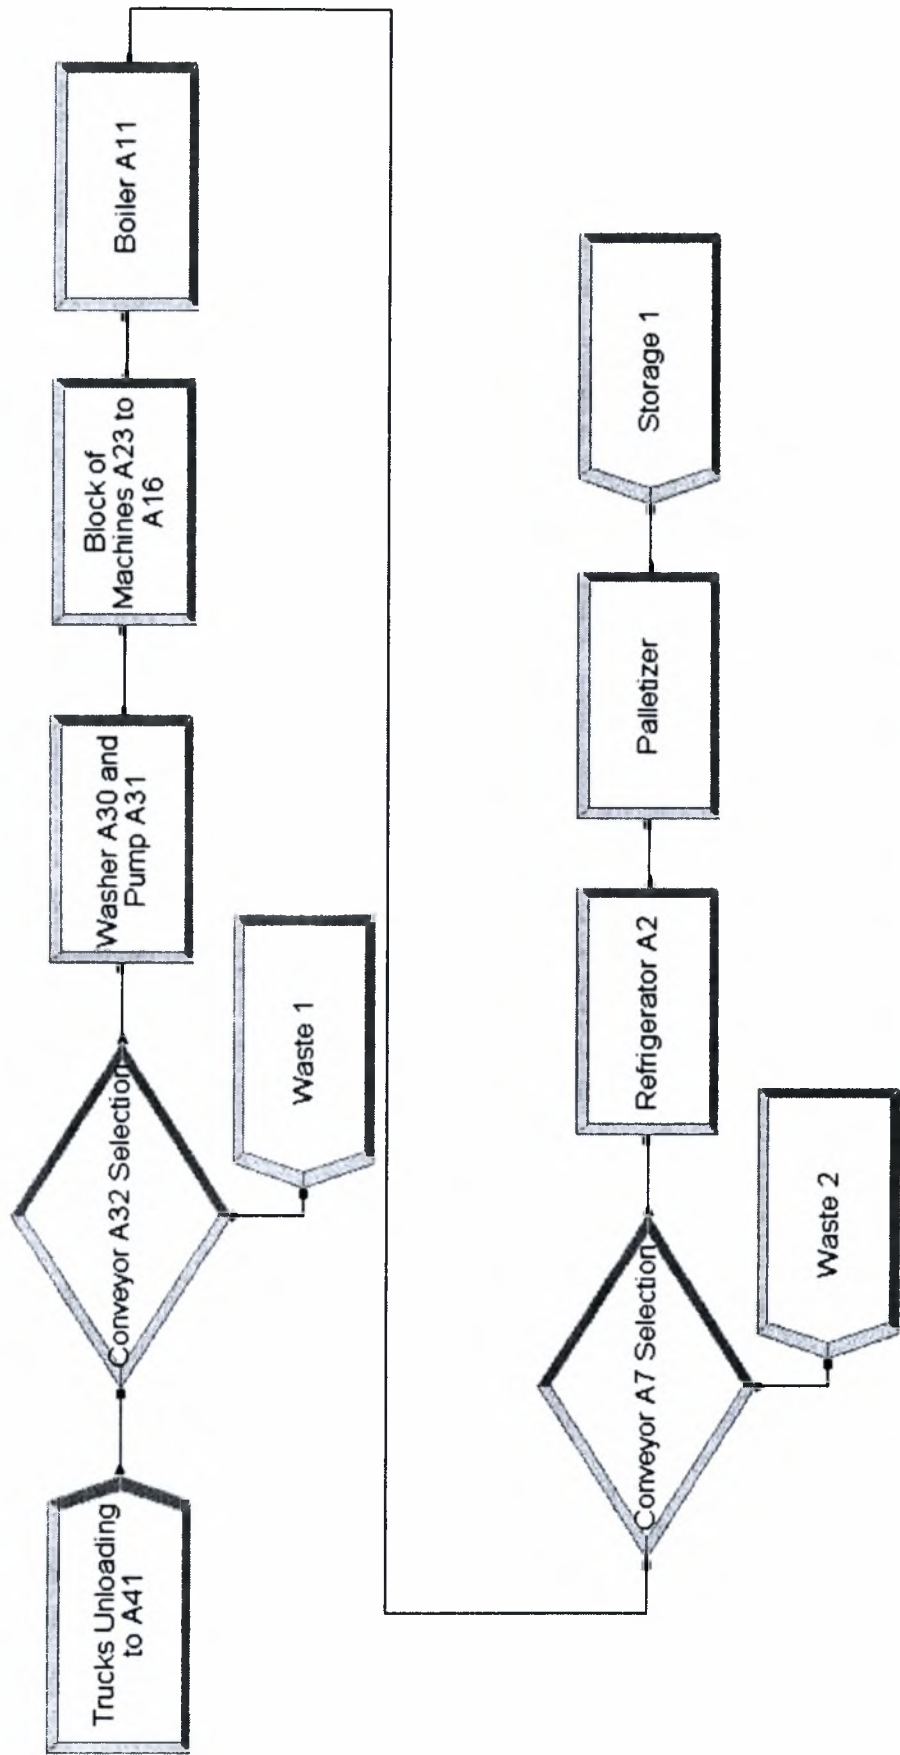 Trucks Unloading
to A41
Conveyor A32 Selection
Waste 1
Washer A30 and
Pump A31
Block of
Machines A23 to
A16
Boiler A11
Conveyor A7 Selection
Waste 2
Refrigerator A2
Palletizer
Storage 1